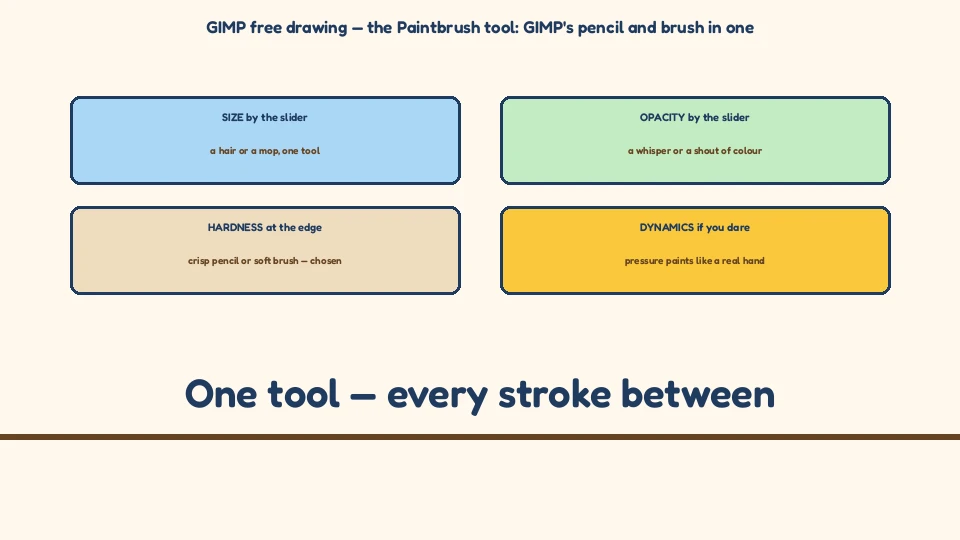 GIMP free drawing — the Paintbrush tool: GIMP's pencil and brush in one
SIZE by the slider
a hair or a mop, one tool
OPACITY by the slider
a whisper or a shout of colour
HARDNESS at the edge
crisp pencil or soft brush — chosen
DYNAMICS if you dare
pressure paints like a real hand
One tool — every stroke between